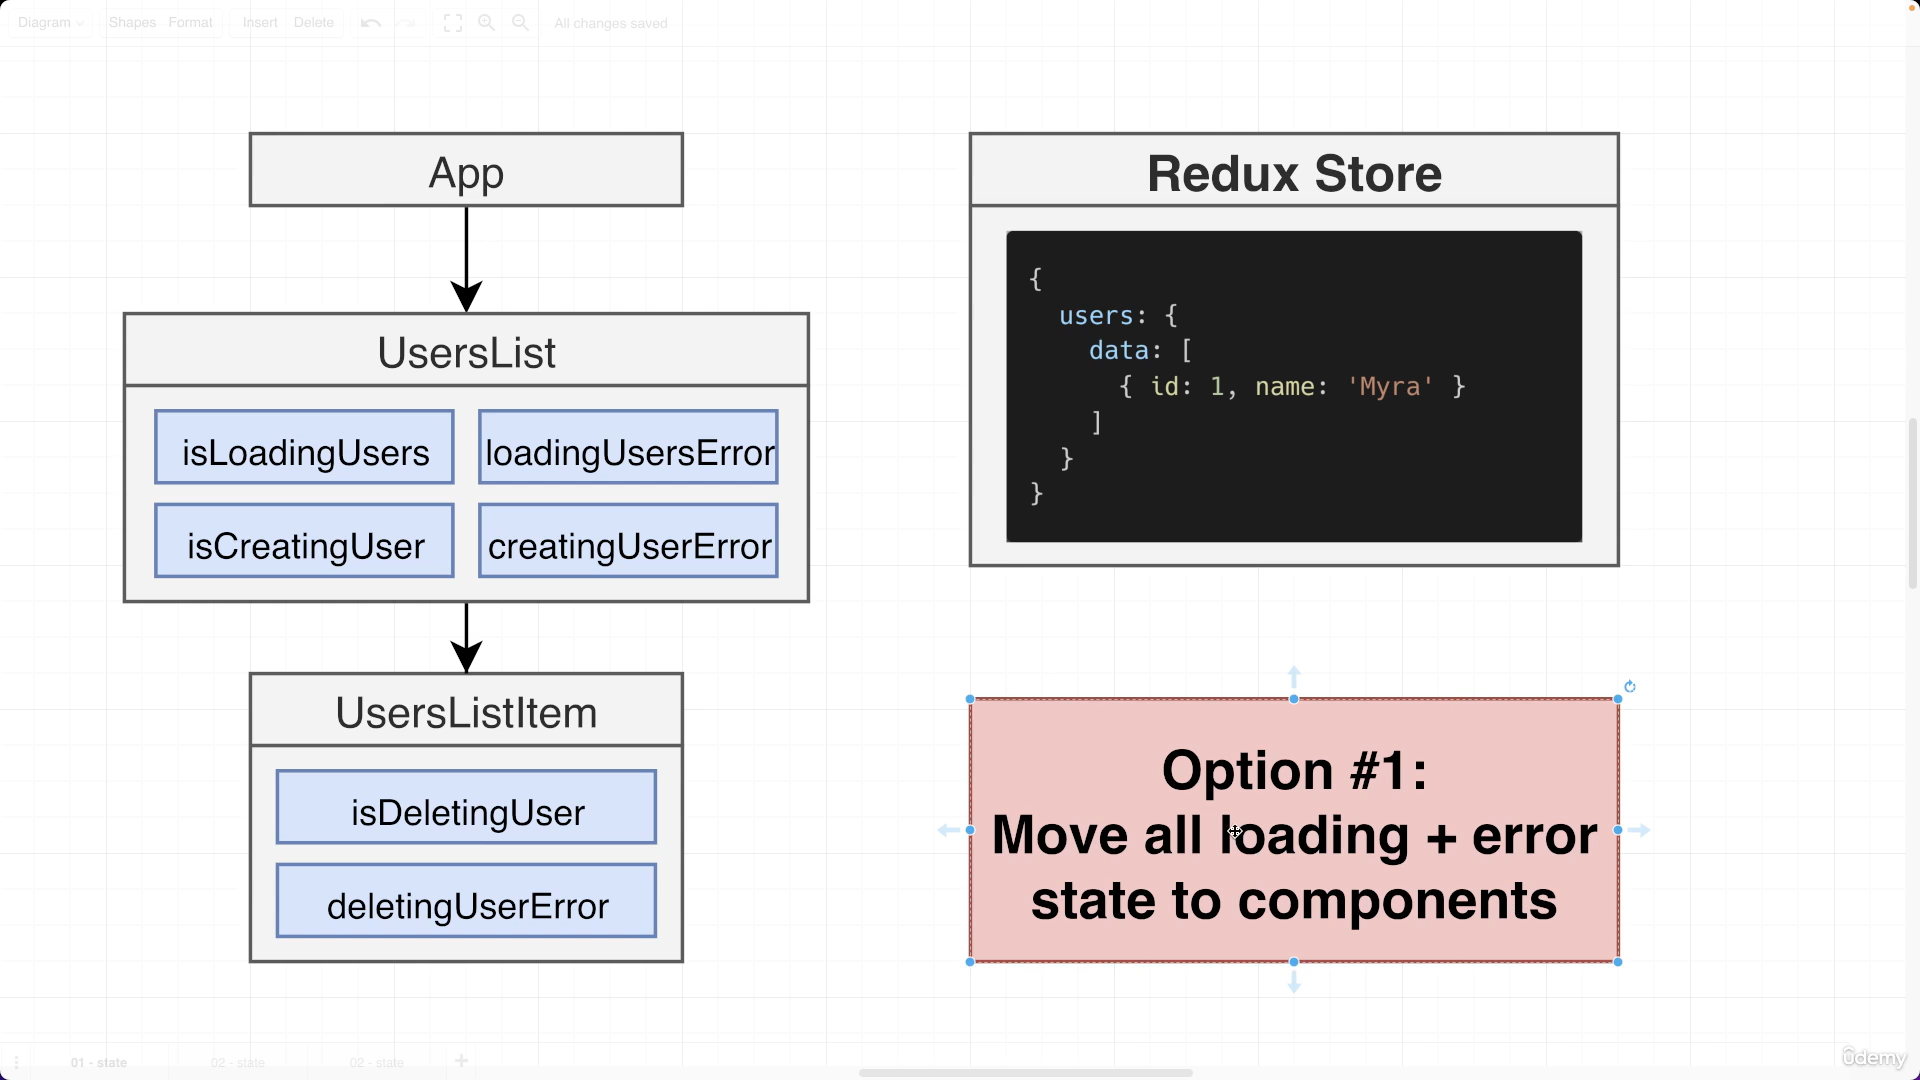 Diagram Shapes Format Insert Delete All changes saved
App
UsersList
isLoadingUsers loadingUsersError
isCreatingUser creatingUserError
UsersListItem
isDeletingUser
deletingUserError
Redux Store
{
users: {
data: [
{ id: 1, name: 'Myra' }
]
}
}
Option #1:
Move all loading + error
state to components
01 - state 02 - state 02 - state
ûdemy